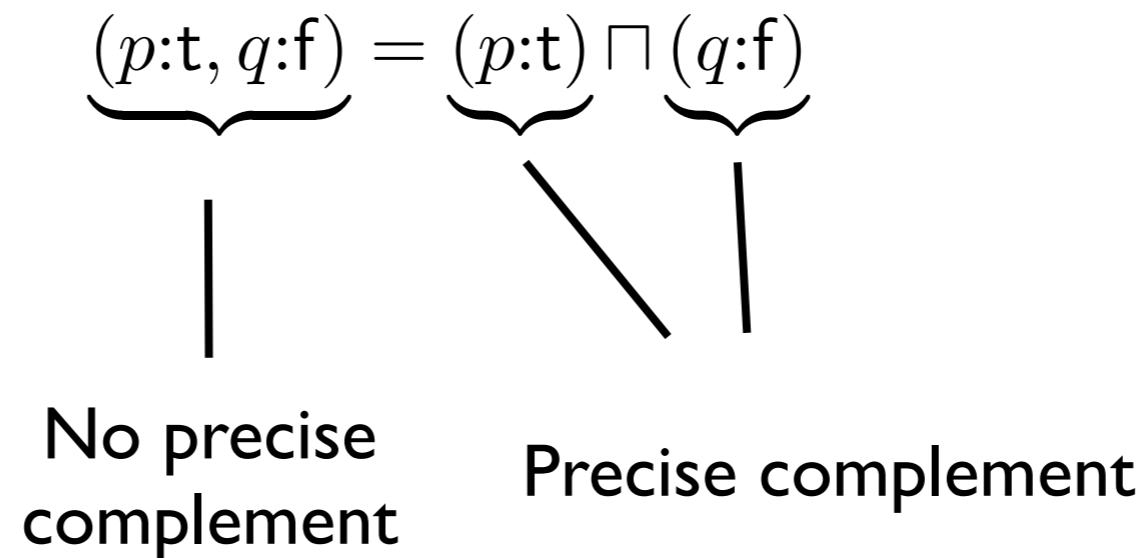 (p:t, q:f) = (p:t) ⊓ (q:f)
No precise
complement
Precise complement